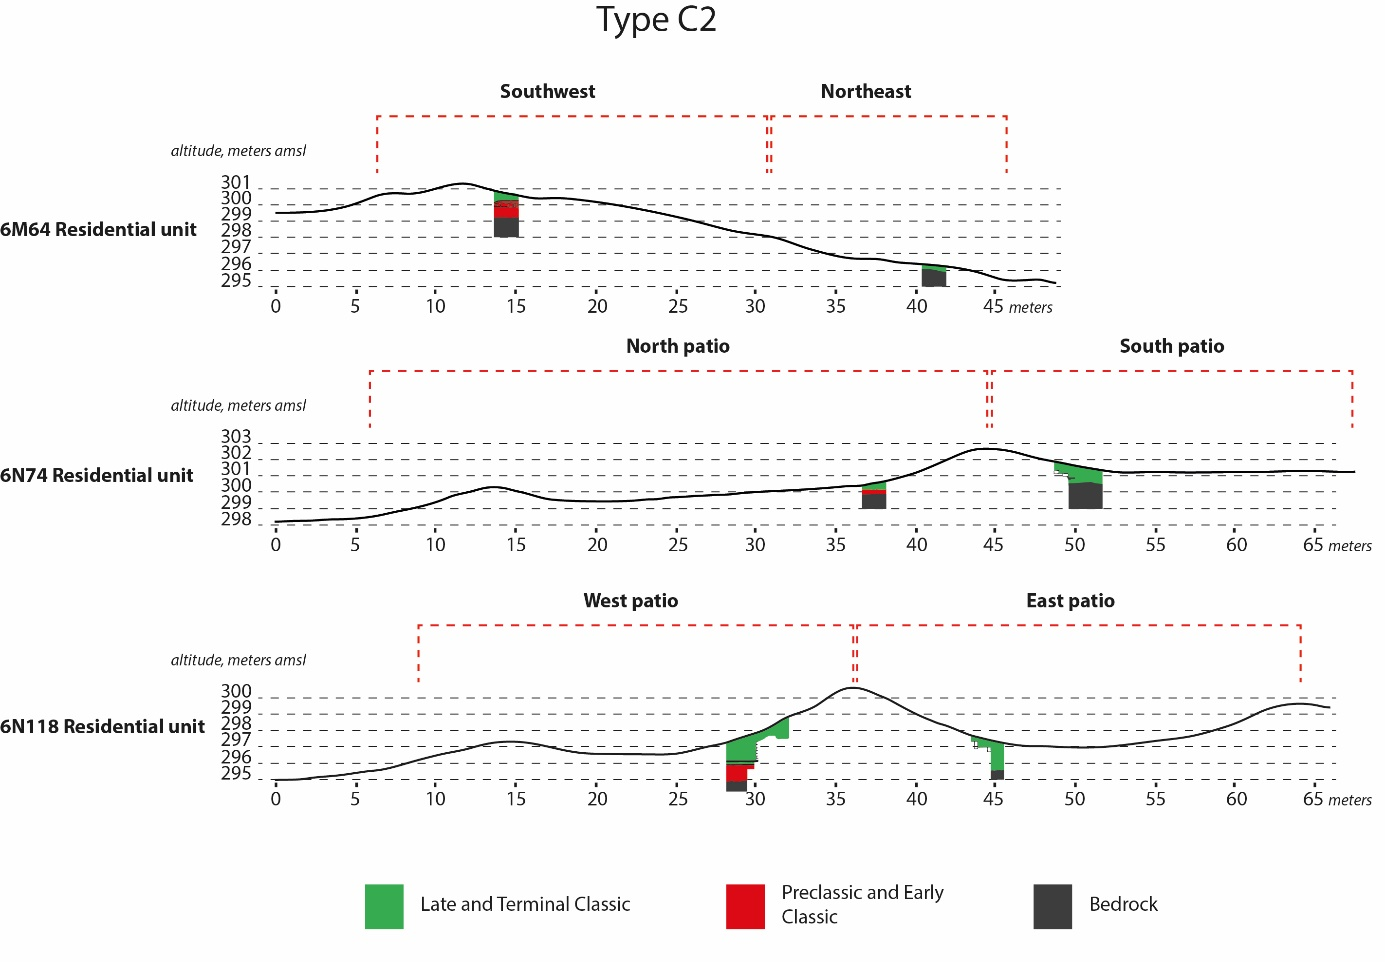 Type C2
Southwest Northeast
altitude, meters amsl
301
300
299
6M64 Residential unit 298
297
296
295
0 5 10 15 20 25 30 35 40 45 meters
North patio South patio
altitude, meters amsl
303
302
6N74 Residential unit 301
300
299
298
0 5 10 15 20 25 30 35 40 45 50 55 60 65 meters
West patio East patio
altitude, meters amsl
300
299
6N118 Residential unit 298
297
296
295
0 5 10 15 20 25 30 35 40 45 50 55 60 65 meters
Late and Terminal Classic
Preclassic and Early
Classic
Bedrock